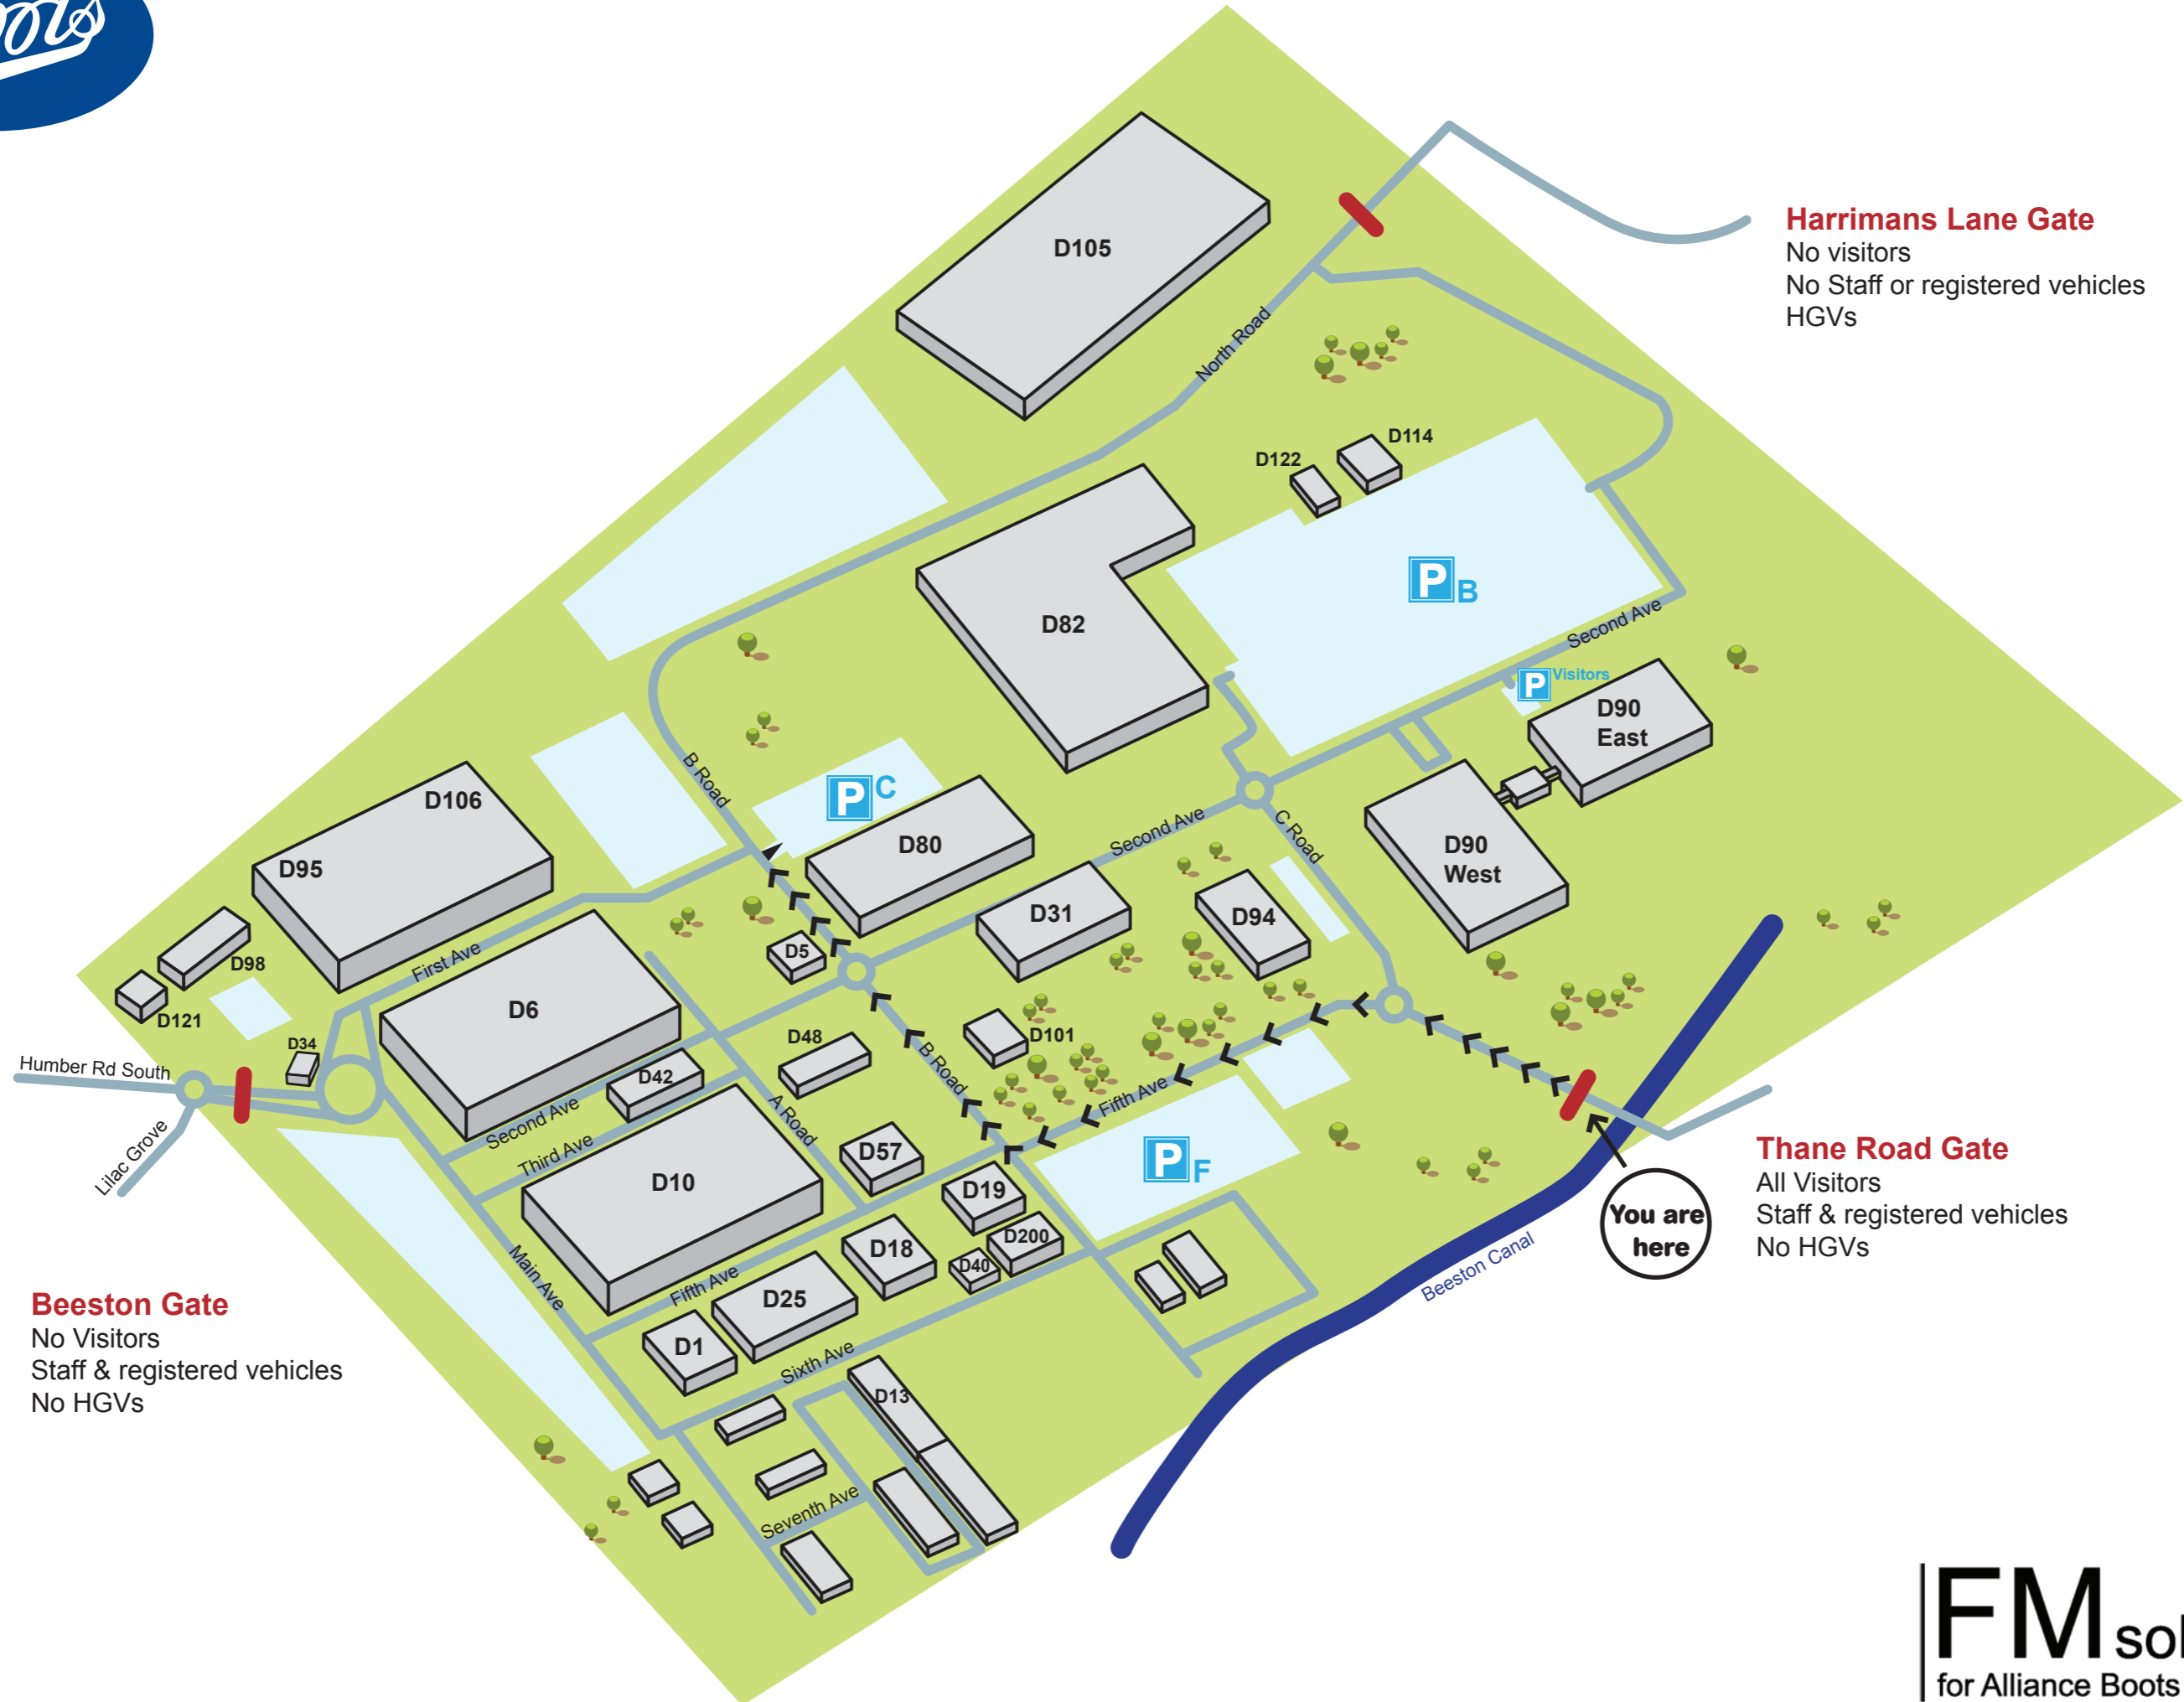 Harrimans Lane Gate
No visitors
No Staff or registered vehicles
HGVs
D105
North Road
D114
D122
P B
D82
Second Ave
P Visitors
D90
East
B Road
P C
D106
D95
D80
Second Ave
C Road
D90
West
D31
D94
D5
D98
First Ave
D6
D121
D34
D48
D101
B Road
Humber Rd South
D42
Fifth Ave
Second Ave
A Road
Third Ave
Lilac Grove
D57
P F
D10
D19
Thane Road Gate
All Visitors
Staff & registered vehicles
No HGVs
You are
here
D18
D200
D40
Beeston Canal
Main Ave
Fifth Ave
D25
D1
Beeston Gate
No Visitors
Staff & registered vehicles
No HGVs
Sixth Ave
D13
Seventh Ave
FM
for Alliance Boots